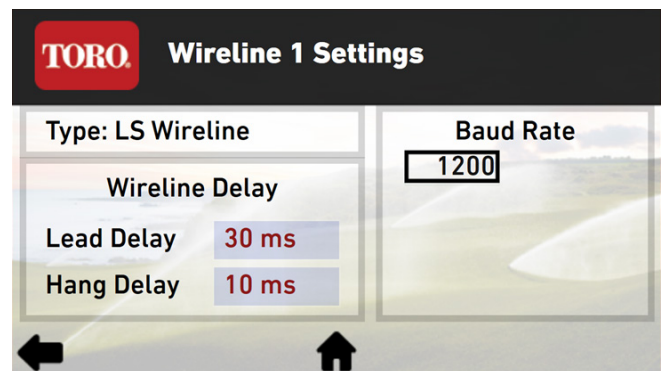 TORO.
Wireline 1 Settings
Type: LS Wireline
Wireline Delay
Lead Delay 30 ms
Hang Delay 10 ms
Baud Rate
1200